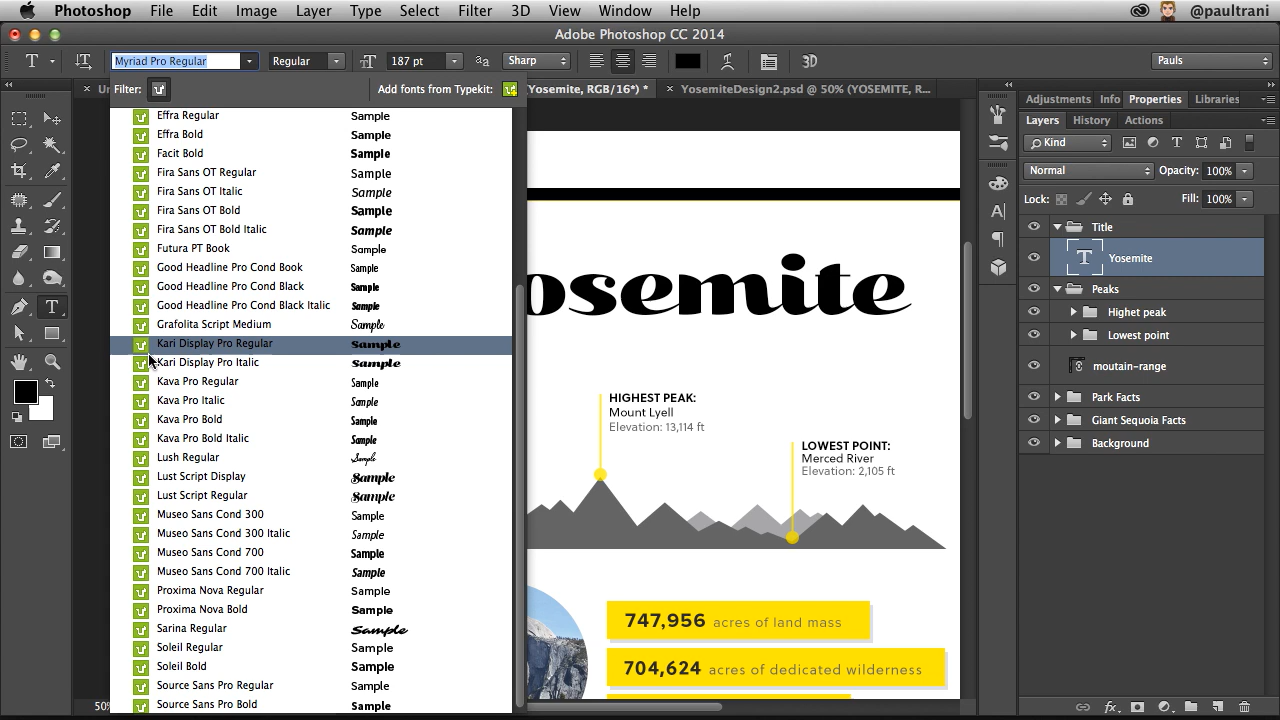 Photoshop File Edit Image Layer Type Select Filter 3D View Window Help @paultrani
Adobe Photoshop CC 2014
T Myriad Pro Regular Regular 187 pt Sharp 3D Pauls
Filter: Add fonts from Typekit:
(Yosemite, RGB/16*) * × YosemiteDesign2.psd @ 50% (YOSEMITE, R...
Effra Regular Sample
Effra Bold Sample
Facit Bold Sample
Fira Sans OT Regular Sample
Fira Sans OT Italic Sample
Fira Sans OT Bold Sample
Fira Sans OT Bold Italic Sample
Futura PT Book Sample
Good Headline Pro Cond Book Sample
Good Headline Pro Cond Black Sample
Good Headline Pro Cond Black Italic Sample
Grafolita Script Medium Sample
Kari Display Pro Regular Sample
Kari Display Pro Italic Sample
Kava Pro Regular Sample
Kava Pro Italic Sample
Kava Pro Bold Sample
Kava Pro Bold Italic Sample
Lush Regular Sample
Lust Script Display Sample
Lust Script Regular Sample
Museo Sans Cond 300 Sample
Museo Sans Cond 300 Italic Sample
Museo Sans Cond 700 Sample
Museo Sans Cond 700 Italic Sample
Proxima Nova Regular Sample
Proxima Nova Bold Sample
Sarina Regular Sample
Soleil Regular Sample
Soleil Bold Sample
Source Sans Pro Regular Sample
Source Sans Pro Bold Sample
osemite
HIGHEST PEAK:
Mount Lyell
Elevation: 13,114 ft
LOWEST POINT:
Merced River
Elevation: 2,105 ft
747,956 acres of land mass
704,624 acres of dedicated wilderness
50%
Adjustments Info Properties Libraries
Layers History Actions
Kind
Normal Opacity: 100%
Lock: Fill: 100%
Title
T Yosemite
Peaks
Higher peak
Lowest point
moutain-range
Park Facts
Giant Sequoia Facts
Background
fx